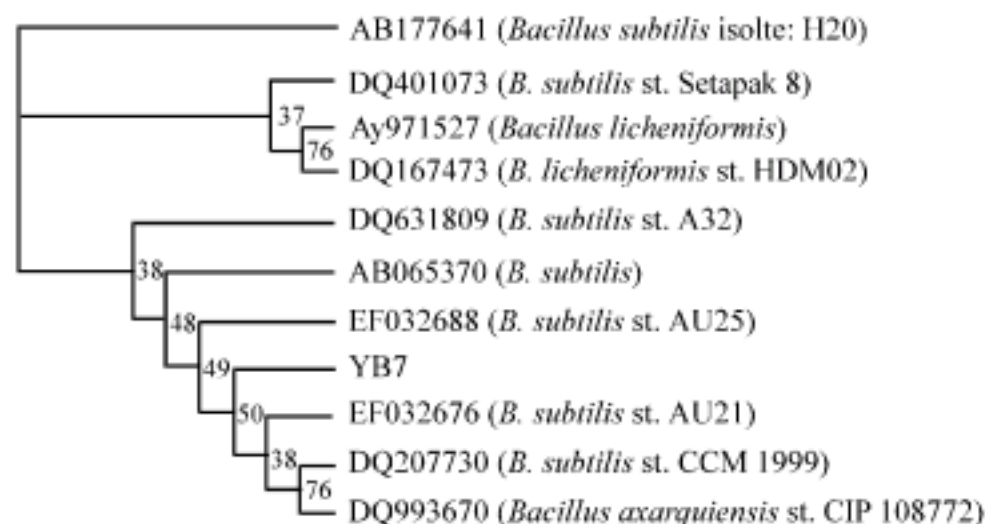 AB177641 (Bacillus subtilis isolte: H20)
DQ401073 (B. subtilis st. Setapak 8)
37
Ay971527 (Bacillus licheniformis)
76
DQ167473 (B. licheniformis st. HDM02)
DQ631809 (B. subtilis st. A32)
38
AB065370 (B. subtilis)
48
EF032688 (B. subtilis st. AU25)
49
YB7
50
EF032676 (B. subtilis st. AU21)
38
DQ207730 (B. subtilis st. CCM 1999)
76
DQ993670 (Bacillus axarquiensis st. CIP 108772)